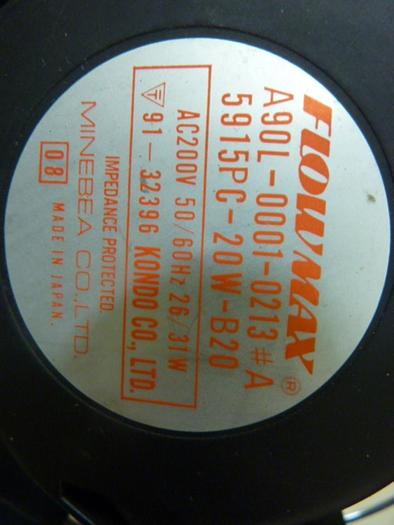 FLOWMAX ®
A90L-0001-0213#A
5915PC-20W-B20
AC200V 50/60Hz 26/31W
91-32396 KONDO CO., LTD.
IMPEDANCE PROTECTED.
MINEBEA CO., LTD.
08 MADE IN JAPAN.